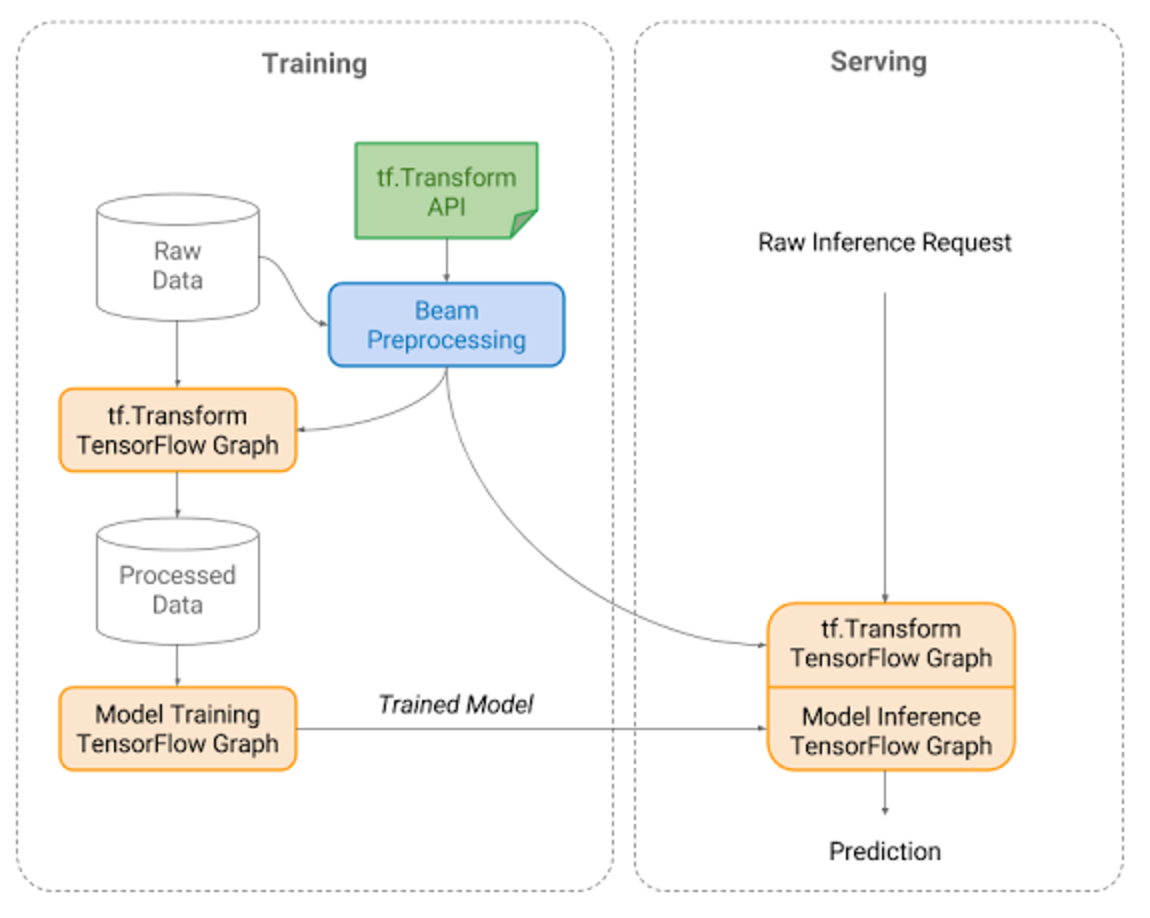 Training
tf.Transform
API
Raw
Data
Beam
Preprocessing
tf.Transform
TensorFlow Graph
Processed
Data
Model Training
TensorFlow Graph
Trained Model
Serving
Raw Inference Request
tf.Transform
TensorFlow Graph
Model Inference
TensorFlow Graph
Prediction